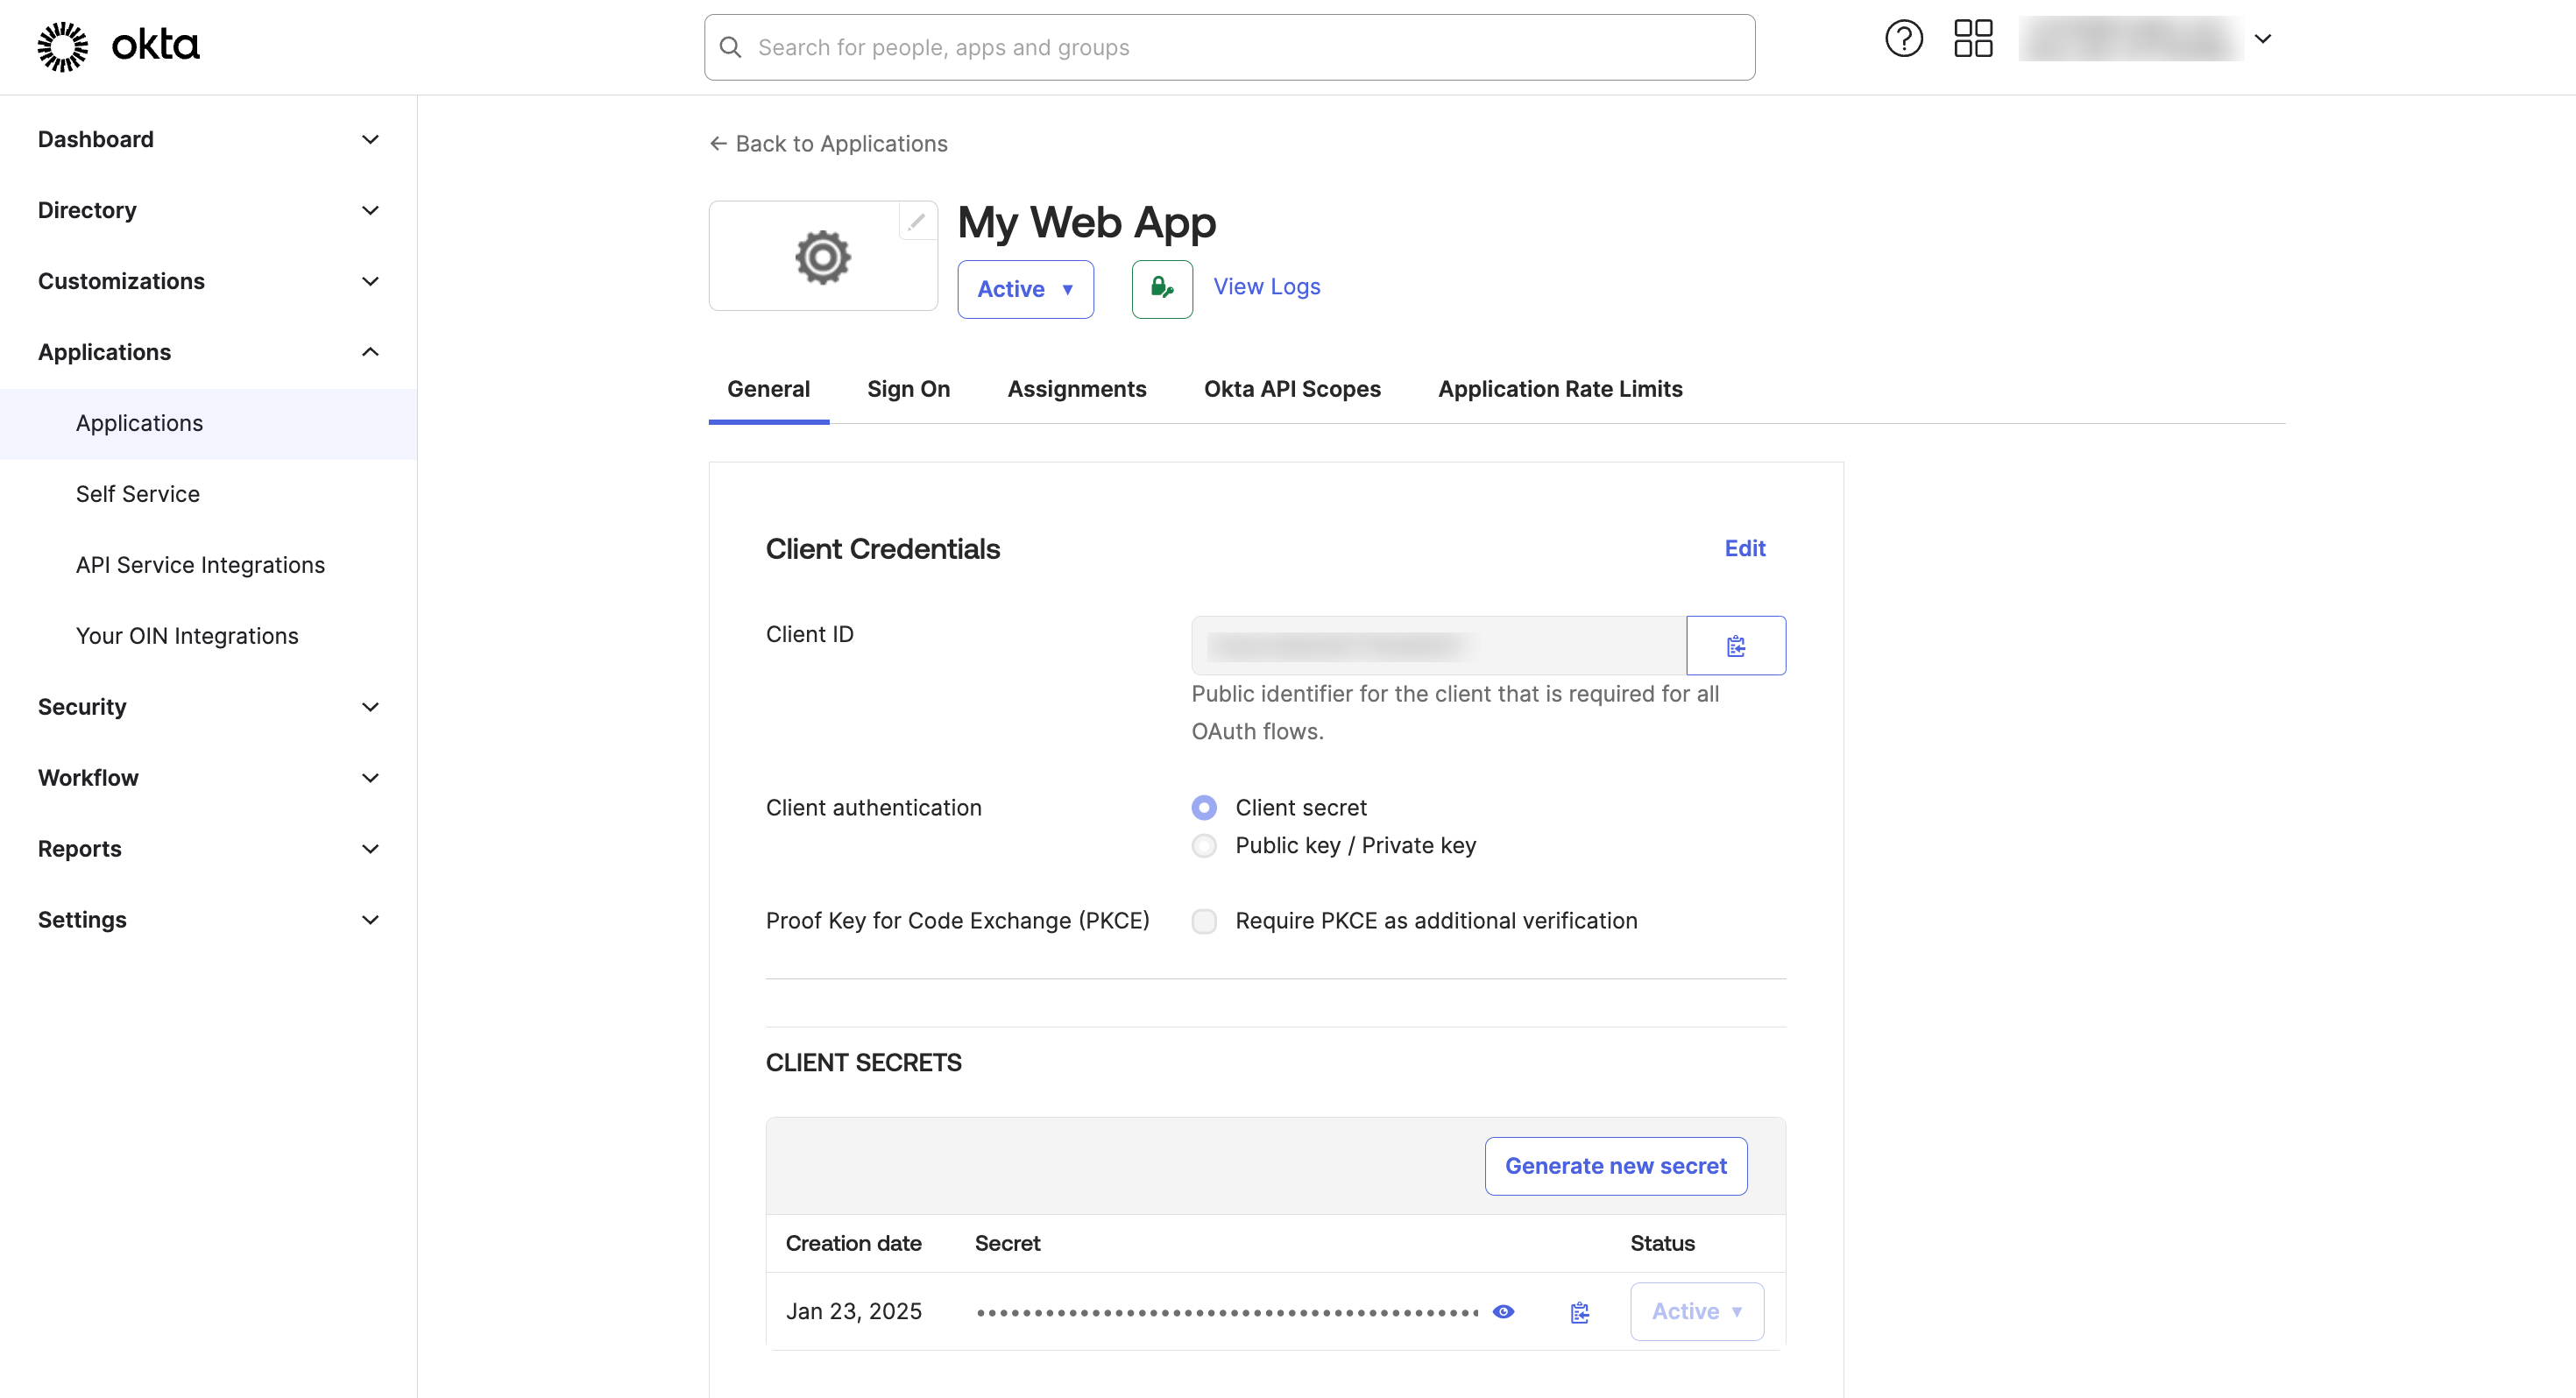 okta
Search for people, apps and groups
Dashboard
Directory
Customizations
Applications
Applications
Self Service
API Service Integrations
Your OIN Integrations
Security
Workflow
Reports
Settings
← Back to Applications
My Web App
Active ▼
View Logs
General Sign On Assignments Okta API Scopes Application Rate Limits
Client Credentials Edit
Client ID
Public identifier for the client that is required for all
OAuth flows.
Client authentication Client secret
Public key / Private key
Proof Key for Code Exchange (PKCE) Require PKCE as additional verification
CLIENT SECRETS
Generate new secret
Creation date Secret Status
Jan 23, 2025 Active ▼